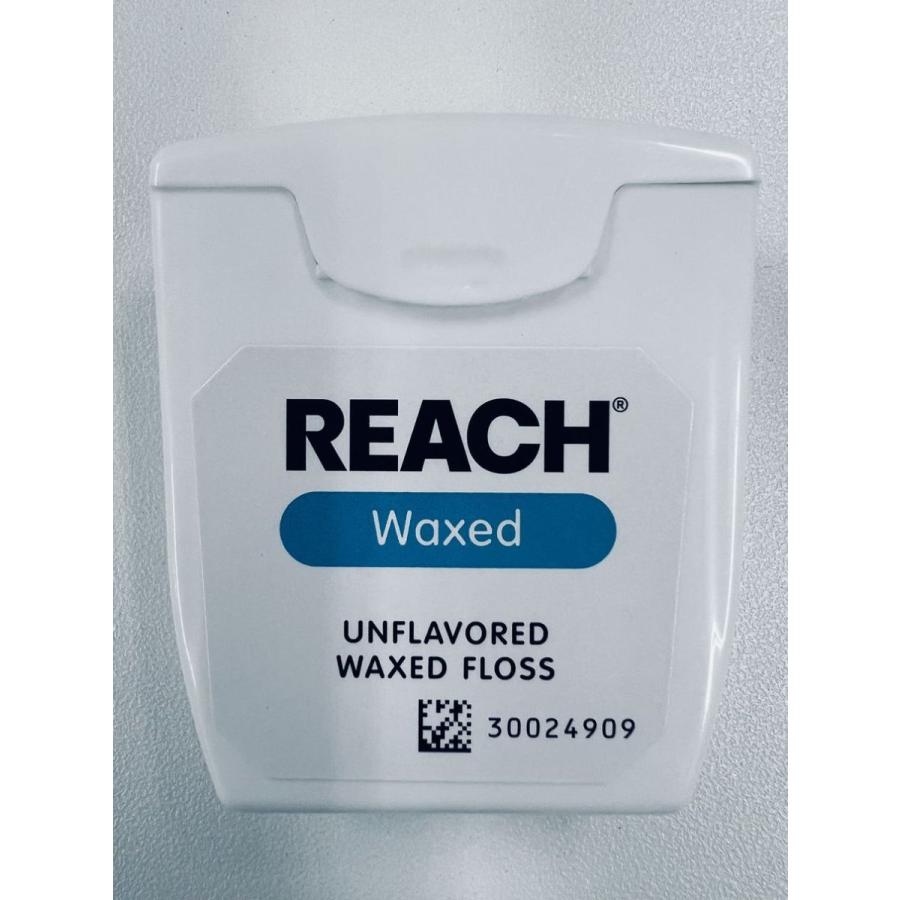 REACH®
Waxed
UNFLAVORED
WAXED FLOSS
30024909